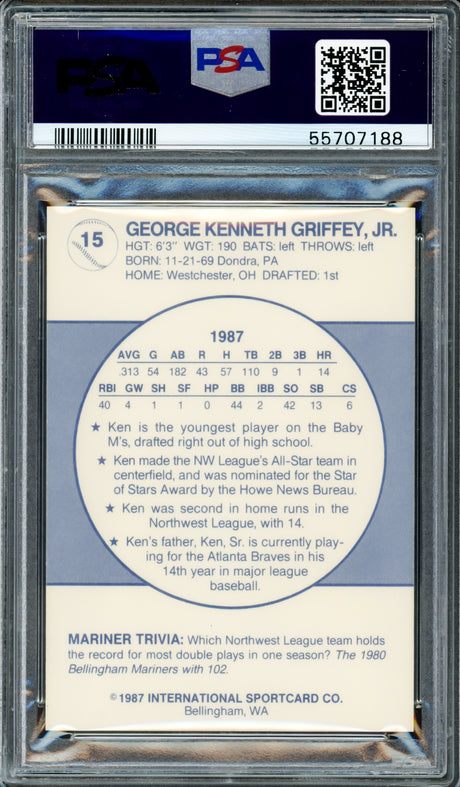 PSA
PSA
55707188
15
GEORGE KENNETH GRIFFEY, JR.
HGT: 6'3" WGT: 190 BATS: left THROWS: left
BORN: 11-21-69 Dondra, PA
HOME: Westchester, OH DRAFTED: 1st
1987
AVG G AB R H TB 2B 3B HR
.313 54 182 43 57 110 9 1 14
RBI GW SH SF HP BB IBB SO SB CS
40 4 1 1 0 44 2 42 13 6
★ Ken is the youngest player on the Baby
M's, drafted right out of high school.
★ Ken made the NW League's All-Star team in
centerfield, and was nominated for the Star
of Stars Award by the Howe News Bureau.
★ Ken was second in home runs in the
Northwest League, with 14.
★ Ken's father, Ken, Sr. is currently play-
ing for the Atlanta Braves in his
14th year in major league
baseball.
MARINER TRIVIA: Which Northwest League team holds
the record for most double plays in one season? The 1980
Bellingham Mariners with 102.
©1987 INTERNATIONAL SPORTCARD CO.
Bellingham, WA